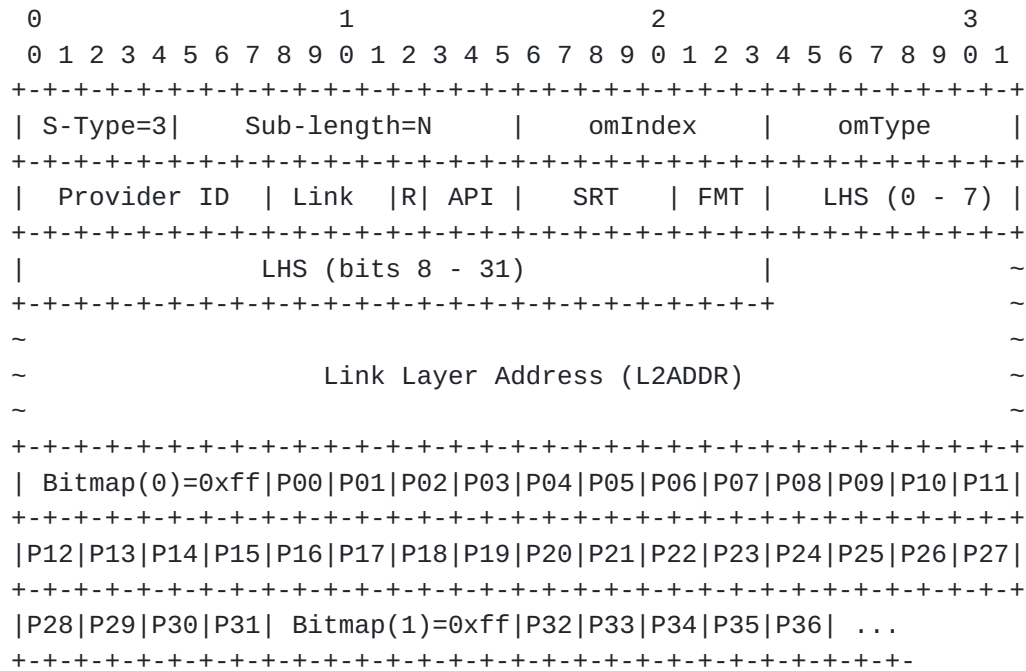 0                   1                   2                   3
 0 1 2 3 4 5 6 7 8 9 0 1 2 3 4 5 6 7 8 9 0 1 2 3 4 5 6 7 8 9 0 1
+-+-+-+-+-+-+-+-+-+-+-+-+-+-+-+-+-+-+-+-+-+-+-+-+-+-+-+-+-+-+-+-+
| S-Type=3|    Sub-length=N     |    omIndex    |    omType     |
+-+-+-+-+-+-+-+-+-+-+-+-+-+-+-+-+-+-+-+-+-+-+-+-+-+-+-+-+-+-+-+-+
|  Provider ID  | Link  |R| API |   SRT   | FMT |   LHS (0 - 7) |
+-+-+-+-+-+-+-+-+-+-+-+-+-+-+-+-+-+-+-+-+-+-+-+-+-+-+-+-+-+-+-+-+
|               LHS (bits 8 - 31)               |               ~
+-+-+-+-+-+-+-+-+-+-+-+-+-+-+-+-+-+-+-+-+-+-+-+-+               ~
~                                                               ~
~                   Link Layer Address (L2ADDR)                 ~
~                                                               ~
+-+-+-+-+-+-+-+-+-+-+-+-+-+-+-+-+-+-+-+-+-+-+-+-+-+-+-+-+-+-+-+-+
| Bitmap(0)=0xff|P00|P01|P02|P03|P04|P05|P06|P07|P08|P09|P10|P11|
+-+-+-+-+-+-+-+-+-+-+-+-+-+-+-+-+-+-+-+-+-+-+-+-+-+-+-+-+-+-+-+-+
|P12|P13|P14|P15|P16|P17|P18|P19|P20|P21|P22|P23|P24|P25|P26|P27|
+-+-+-+-+-+-+-+-+-+-+-+-+-+-+-+-+-+-+-+-+-+-+-+-+-+-+-+-+-+-+-+-+
|P28|P29|P30|P31| Bitmap(1)=0xff|P32|P33|P34|P35|P36| ...
+-+-+-+-+-+-+-+-+-+-+-+-+-+-+-+-+-+-+-+-+-+-+-+-+-+-+-+-+-